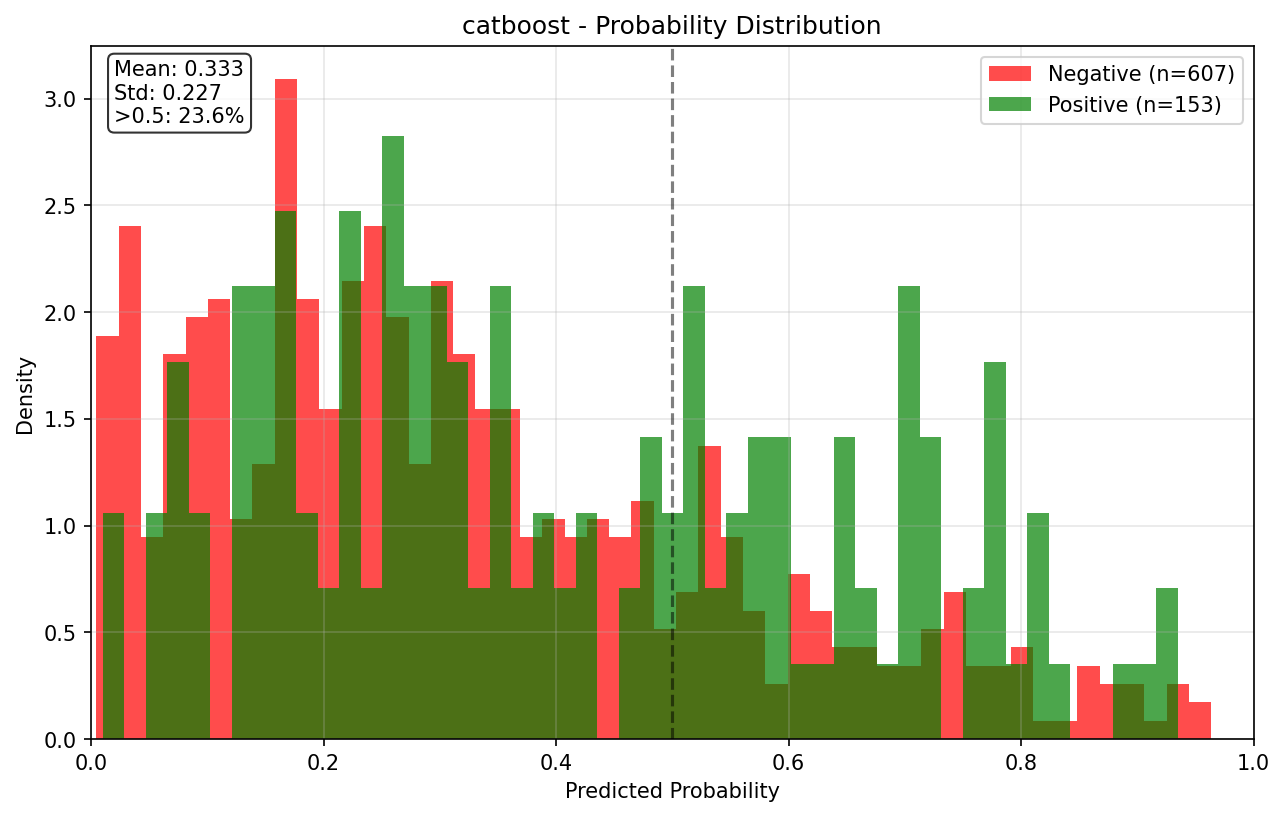 catboost - Probability Distribution
Mean: 0.333
Std: 0.227
>0.5: 23.6%
Negative (n=607)
Positive (n=153)
Density
3.0
2.5
2.0
1.5
1.0
0.5
0.0
0.0 0.2 0.4 0.6 0.8 1.0
Predicted Probability